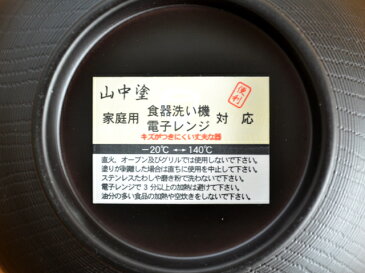 山中塗
便利
家庭用 食器洗い機 対応
電子レンジ
キズがつきにくい丈夫な器
−20℃ ↔ 140℃
直火、オーブン及びグリルでは使用しないで下さい。
塗りが剥離した場合は直ちに使用を中止して下さい。
ステンレスたわしや磨き粉で洗わないで下さい。
電子レンジで3分以上の加熱は避けて下さい。
油分の多い食品の加熱や空炊きをしないで下さい。